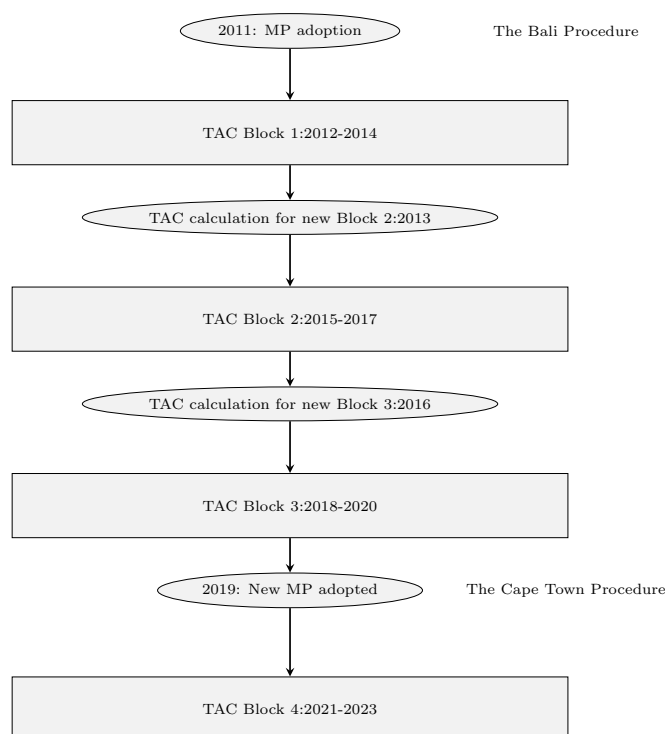 2011: MP adoption
The Bali Procedure
TAC Block 1:2012-2014
TAC calculation for new Block 2:2013
TAC Block 2:2015-2017
TAC calculation for new Block 3:2016
TAC Block 3:2018-2020
2019: New MP adopted
The Cape Town Procedure
TAC Block 4:2021-2023